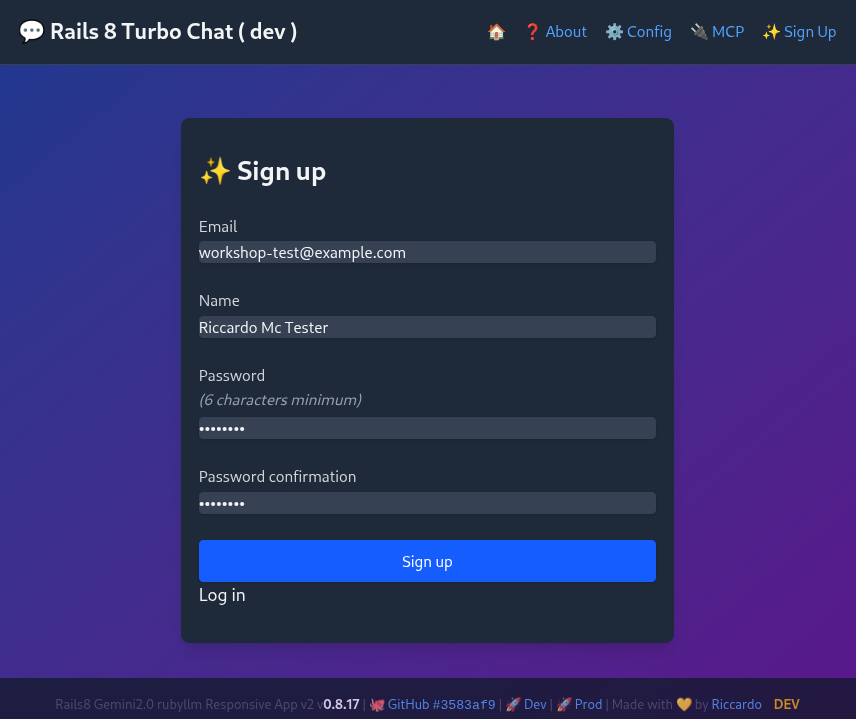 💬 Rails 8 Turbo Chat ( dev )
🏠 ❓ About ⚙️ Config 🔌 MCP ✨ Sign Up
✨ Sign up
Email
workshop-test@example.com
Name
Riccardo Mc Tester
Password
(6 characters minimum)
••••••••
Password confirmation
••••••••
Sign up
Log in
Rails8 Gemini2.0 rubyllm Responsive App v2 v0.8.17 | 🐙 GitHub #3583af9 | 🚀 Dev | 🚀 Prod | Made with 💛 by Riccardo DEV